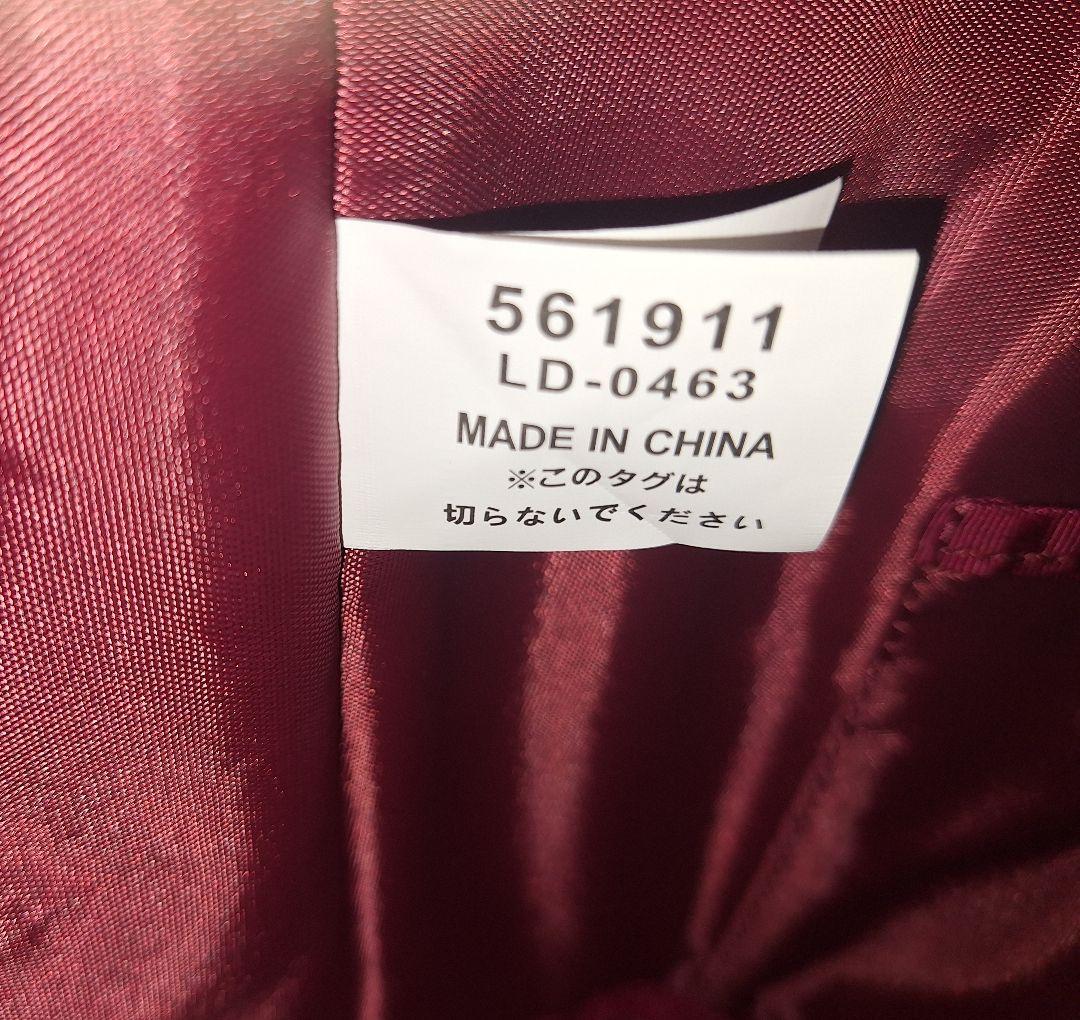 561911
LD-0463
MADE IN CHINA
※このタグは
切らないでください